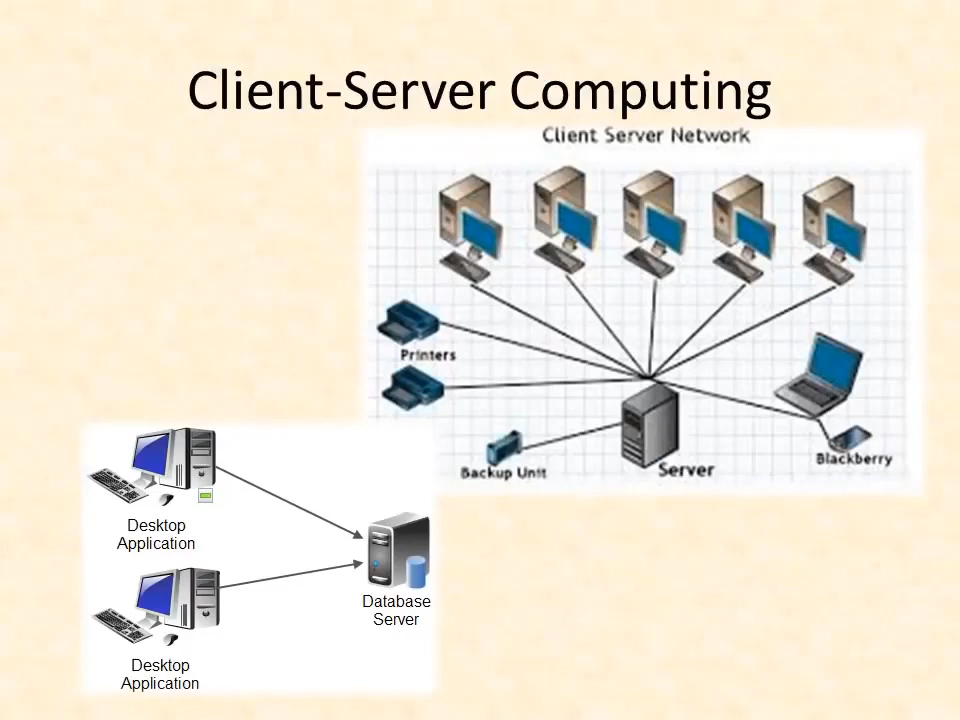 Client-Server Computing
Client Server Network
Printers
Backup Unit
Server
Blackberry
Desktop
Application
Database
Server
Desktop
Application